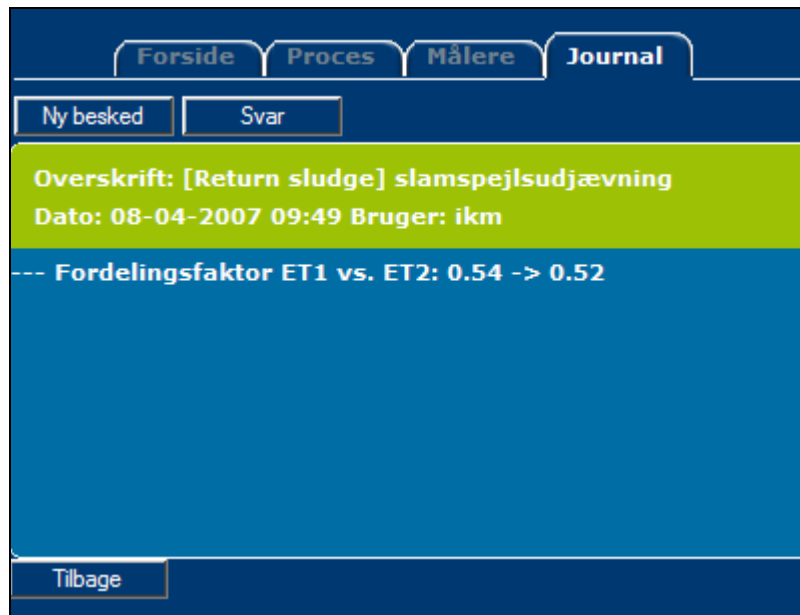 Forside Proces Målere Journal
Ny besked Svar
Overskrift: [Return sludge] slamspejlsudjævning
Dato: 08-04-2007 09:49 Bruger: ikm
--- Fordelingsfaktor ET1 vs. ET2: 0.54 -> 0.52
Tilbage